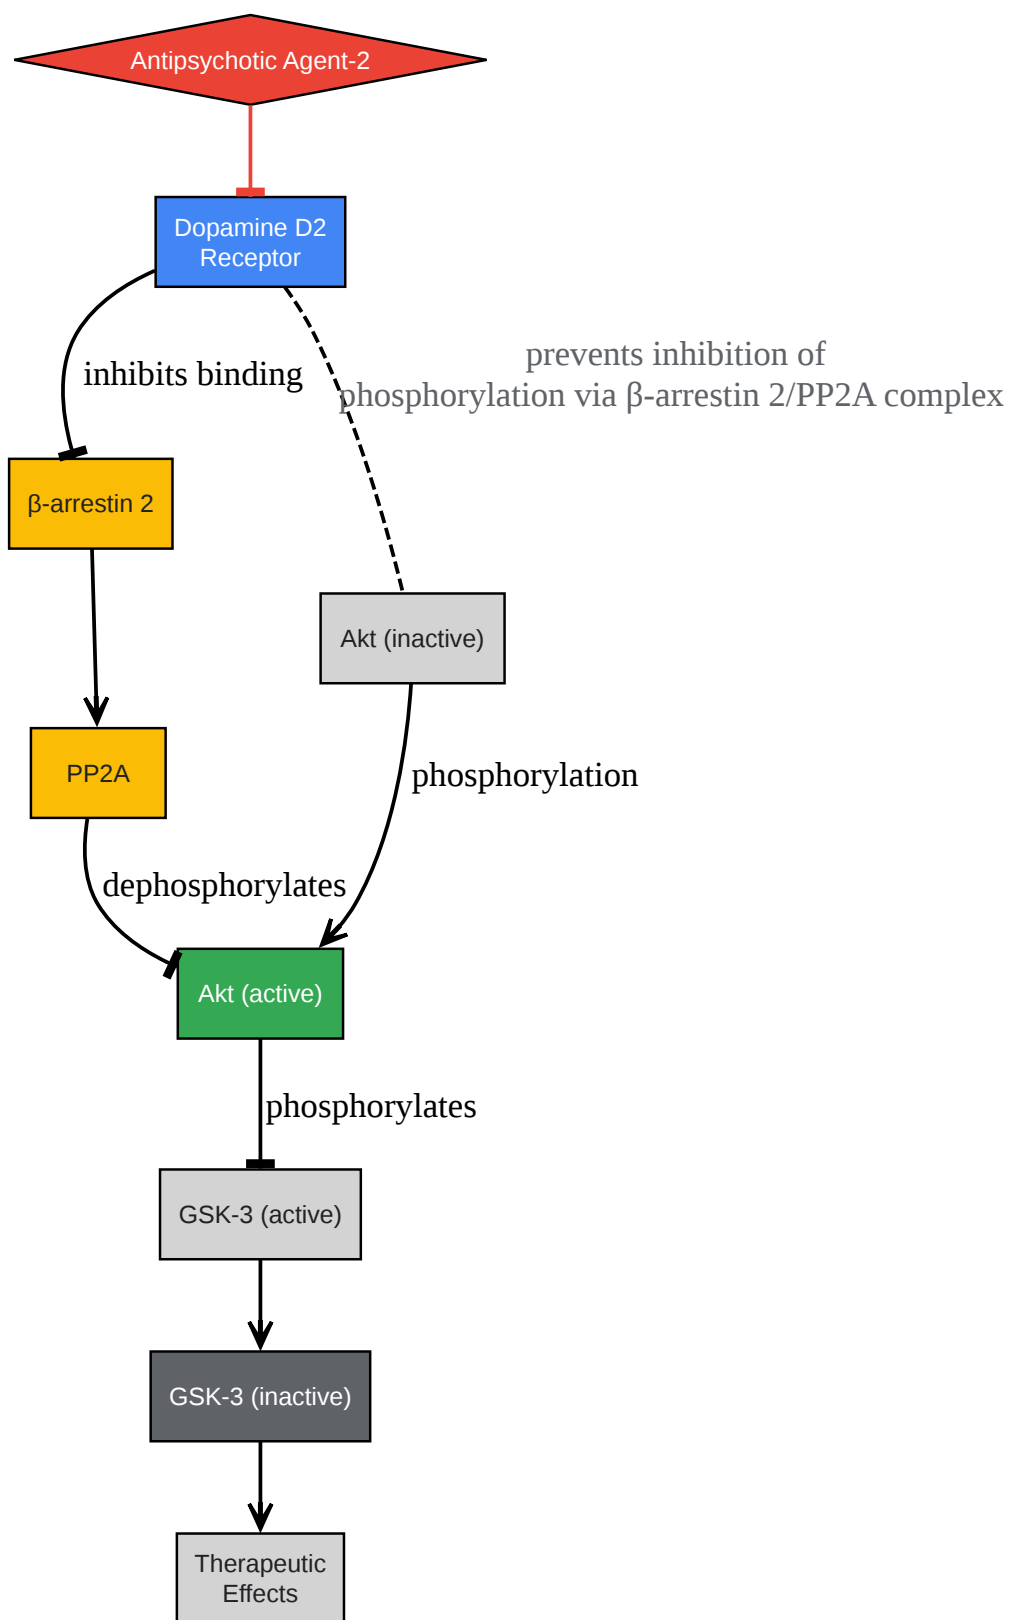 Antipsychotic Agent-2
Dopamine D2
Receptor
inhibits binding
prevents inhibition of
phosphorylation via β-arrestin 2/PP2A complex
β-arrestin 2
Akt (inactive)
PP2A
phosphorylation
dephosphorylates
Akt (active)
phosphorylates
GSK-3 (active)
GSK-3 (inactive)
Therapeutic
Effects